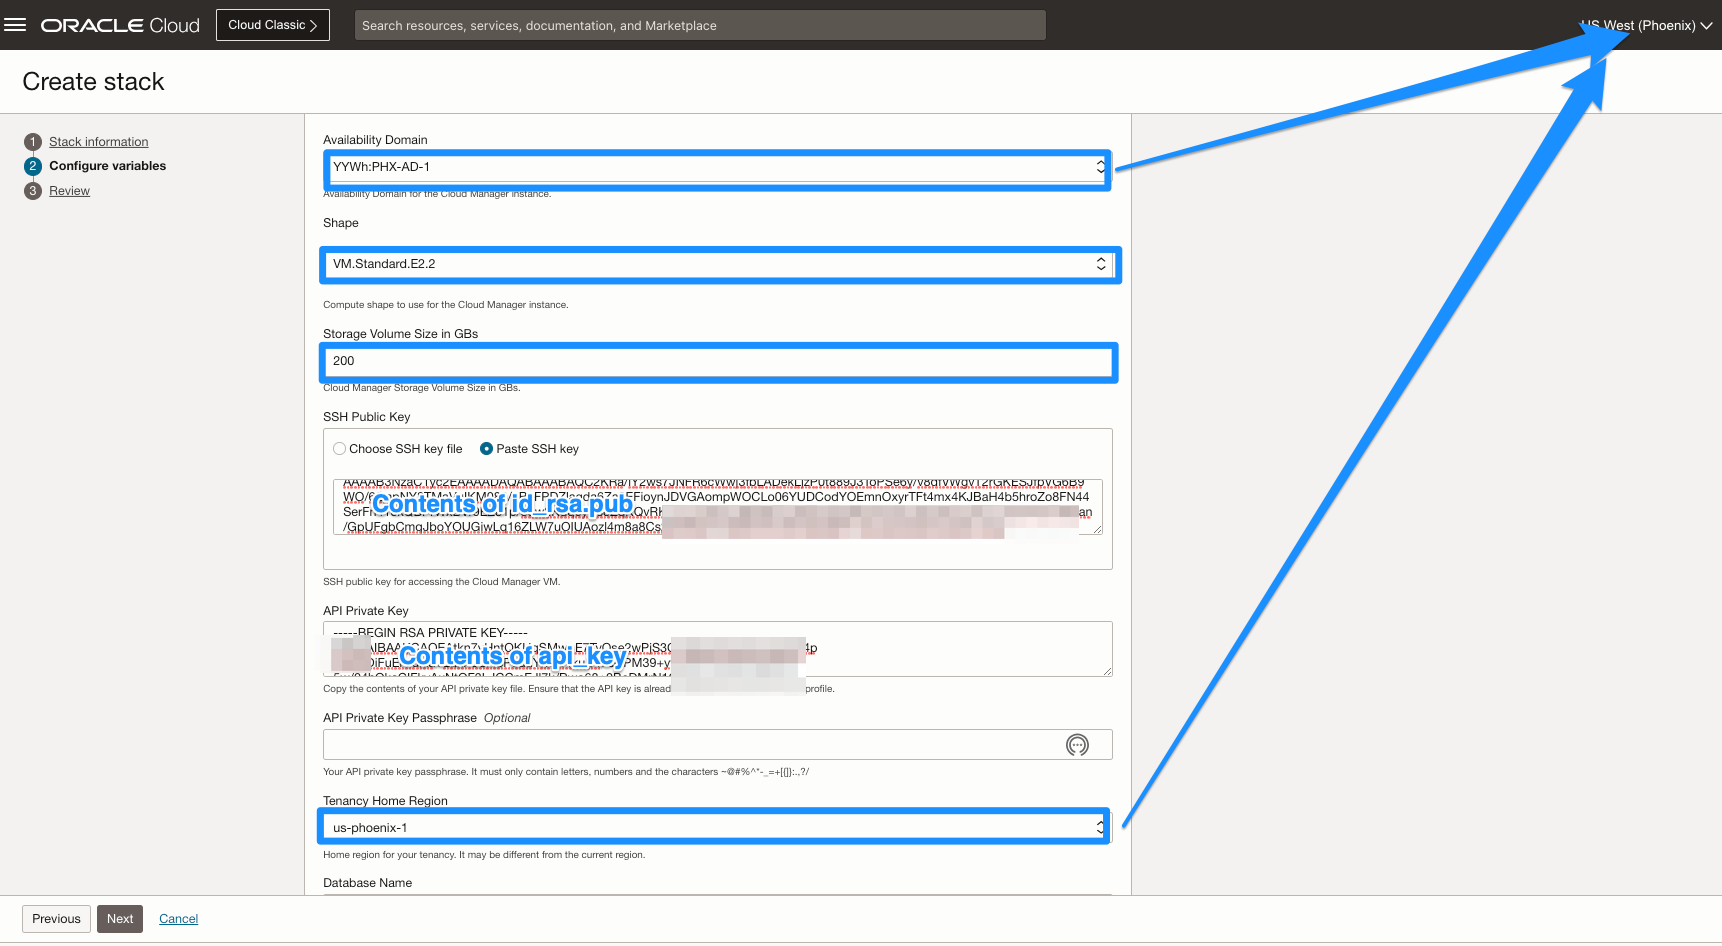 ORACLE Cloud
Cloud Classic
Search resources, services, documentation, and Marketplace
West (Phoenix)
Create stack
1 Stack information
2 Configure variables
3 Review
Availability Domain
YYWh:PHX-AD-1
Availability Domain for the Cloud Manager instance.
Shape
VM.Standard.E2.2
Compute shape to use for the Cloud Manager instance.
Storage Volume Size in GBs
200
Cloud Manager Storage Volume Size in GBs.
SSH Public Key
Choose SSH key file
Paste SSH key
Contents of id_rsa.pub
SSH public key for accessing the Cloud Manager VM.
API Private Key
-----BEGIN RSA PRIVATE KEY-----
Contents of api_key
Copy the contents of your API private key file. Ensure that the API key is profile.
API Private Key Passphrase Optional
Your API private key passphrase. It must only contain letters, numbers and the characters
Tenancy Home Region
us-phoenix-1
Home region for your tenancy. It may be different from the current region.
Database Name
Previous
Next
Cancel